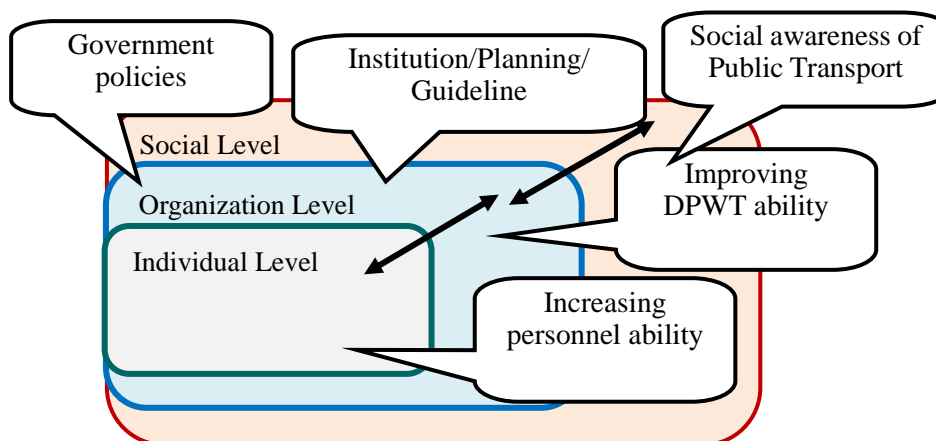 Government
policies
Institution/Planning/
Guideline
Social awareness of
Public Transport
Social Level
Improving
DPWT ability
Organization Level
Individual Level
Increasing
personnel ability